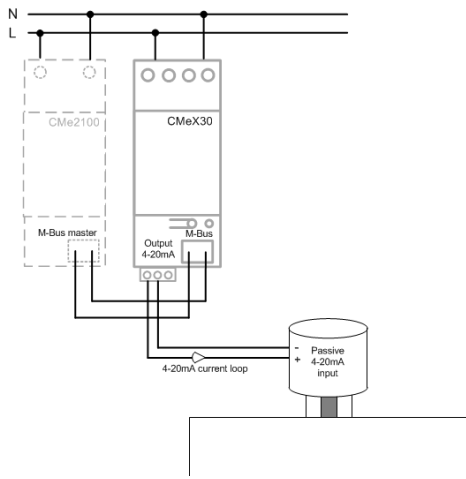 N
L
CMe2100
CMeX30
M-Bus master
Output
4-20mA
M-Bus
-
+
Passive
4-20mA
input
4-20mA current loop